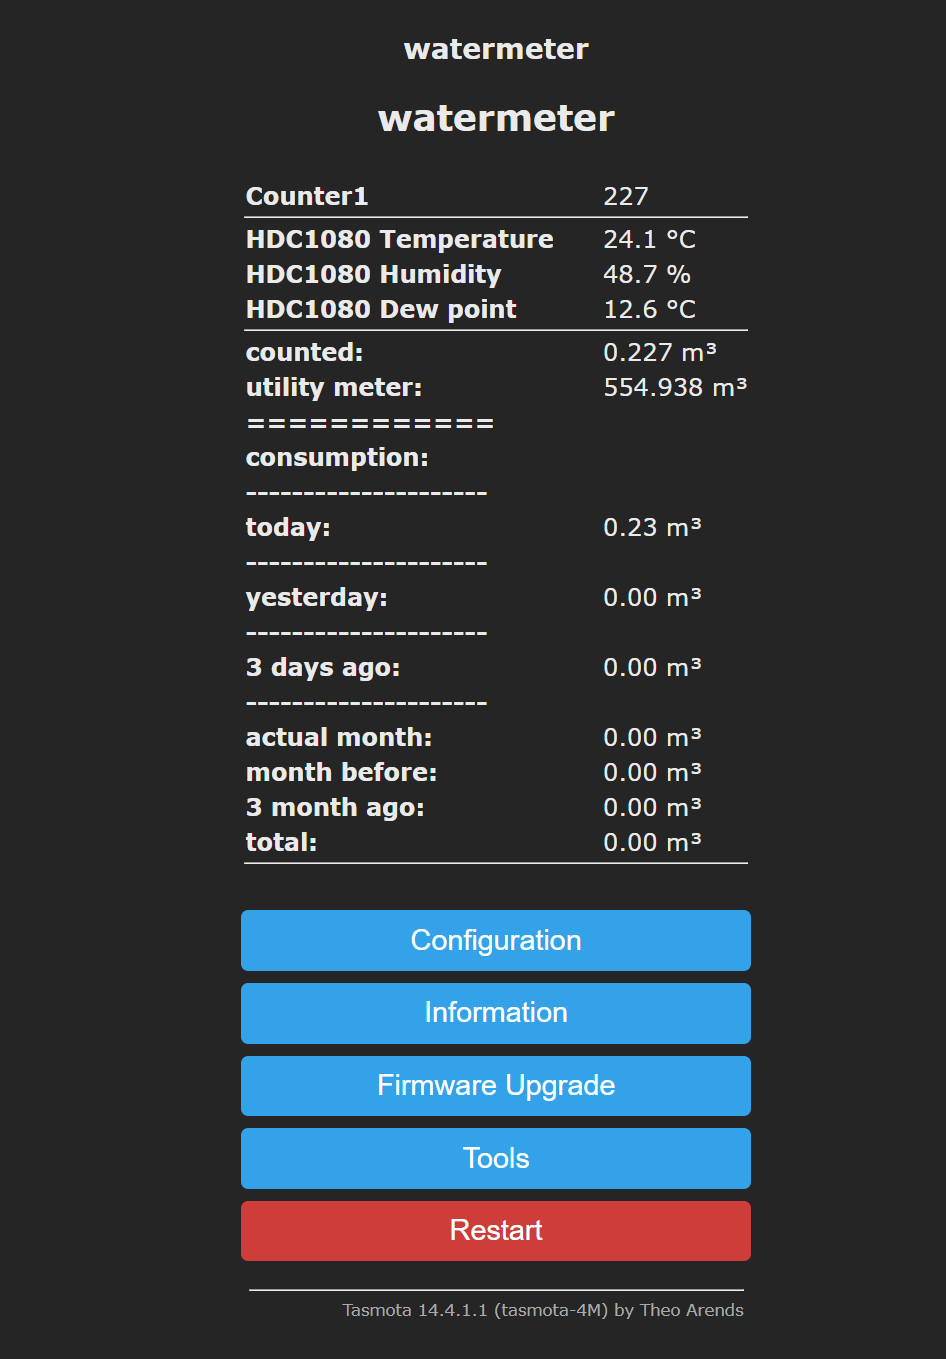 watermeter
watermeter
Counter1 227
HDC1080 Temperature 24.1 °C
HDC1080 Humidity 48.7 %
HDC1080 Dew point 12.6 °C
counted: 0.227 m³
utility meter: 554.938 m³
============
consumption:
---------------------
today: 0.23 m³
---------------------
yesterday: 0.00 m³
---------------------
3 days ago: 0.00 m³
---------------------
actual month: 0.00 m³
month before: 0.00 m³
3 month ago: 0.00 m³
total: 0.00 m³
Configuration
Information
Firmware Upgrade
Tools
Restart
Tasmota 14.4.1.1 (tasmota-4M) by Theo Arends